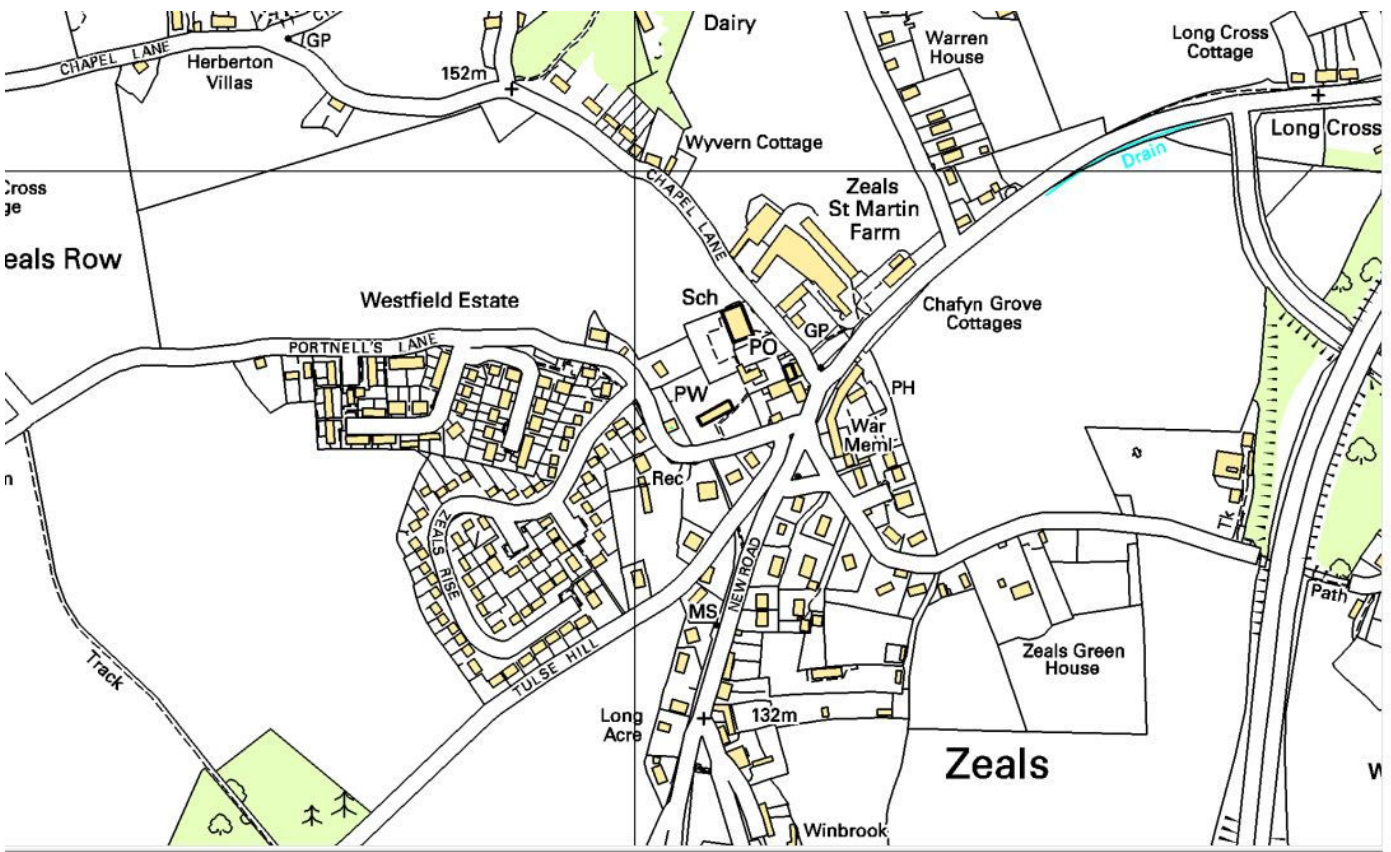 Dairy
Long Cross
Cottage
Warren
House
GP
CHAPEL LANE
Herberton
Villas
152m
Long Cross
Wyvern Cottage
Drain
Cross
ge
CHAPEL LANE
Zeals
St Martin
Farm
eals Row
Westfield Estate
Sch
Chafyn Grove
Cottages
GP
PORTNELL'S LANE
PO
PH
PW
War
Meml
Rec
Tk
ZEALS RISE
NEW ROAD
Path
MS
Zeals Green
House
Track
TULSE HILL
Long
Acre
132m
Zeals
Winbrook